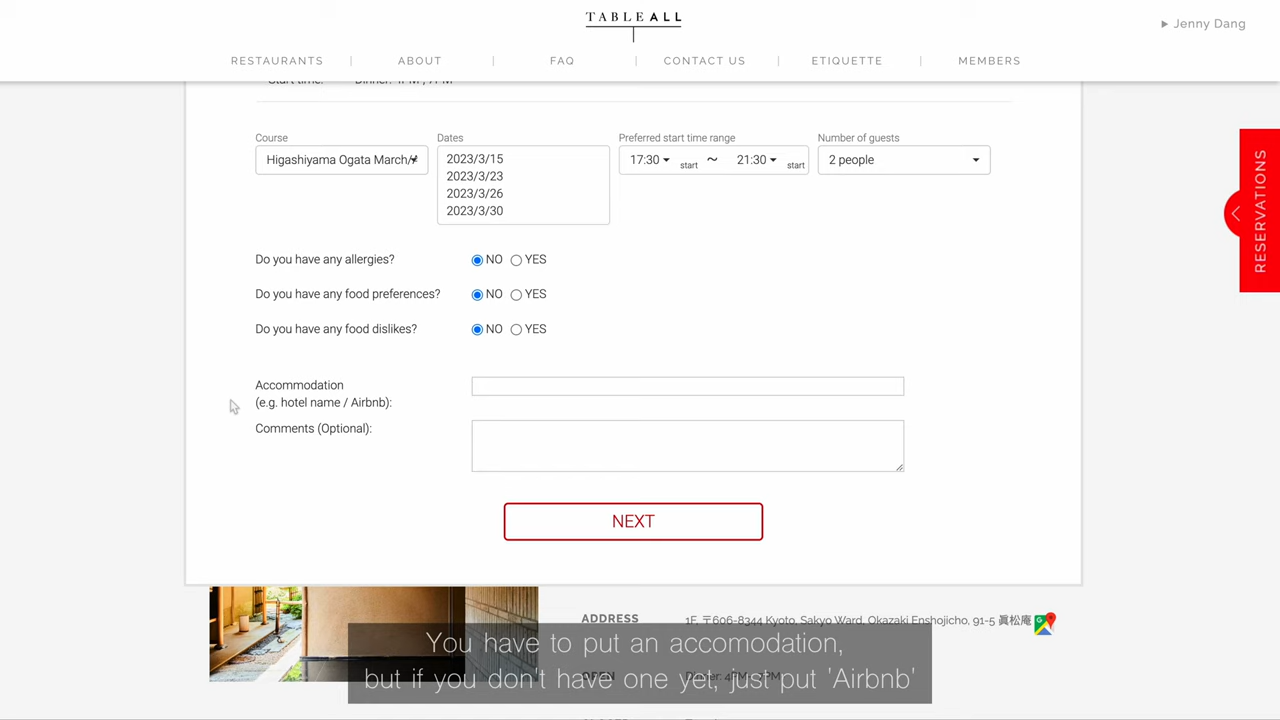 TABLEALL
Jenny Dang
RESTAURANTS | ABOUT | FAQ | CONTACT US | ETIQUETTE | MEMBERS
Start time: Dinner:
Course Dates Preferred start time range Number of guests
Higashiyama Ogata March/ 2023/3/15 17:30 start ~ 21:30 start 2 people
2023/3/23
2023/3/26
2023/3/30
RESERVATIONS
Do you have any allergies? NO YES
Do you have any food preferences? NO YES
Do you have any food dislikes? NO YES
Accommodation
(e.g. hotel name / Airbnb):
Comments (Optional):
NEXT
ADDRESS 1F, 〒606-8344 Kyoto, Sakyo Ward, Okazaki Enshojicho, 91-5 眞松庵
You have to put an accomodation,
but if you don't have one yet, just put 'Airbnb'
OPEN Dinner: